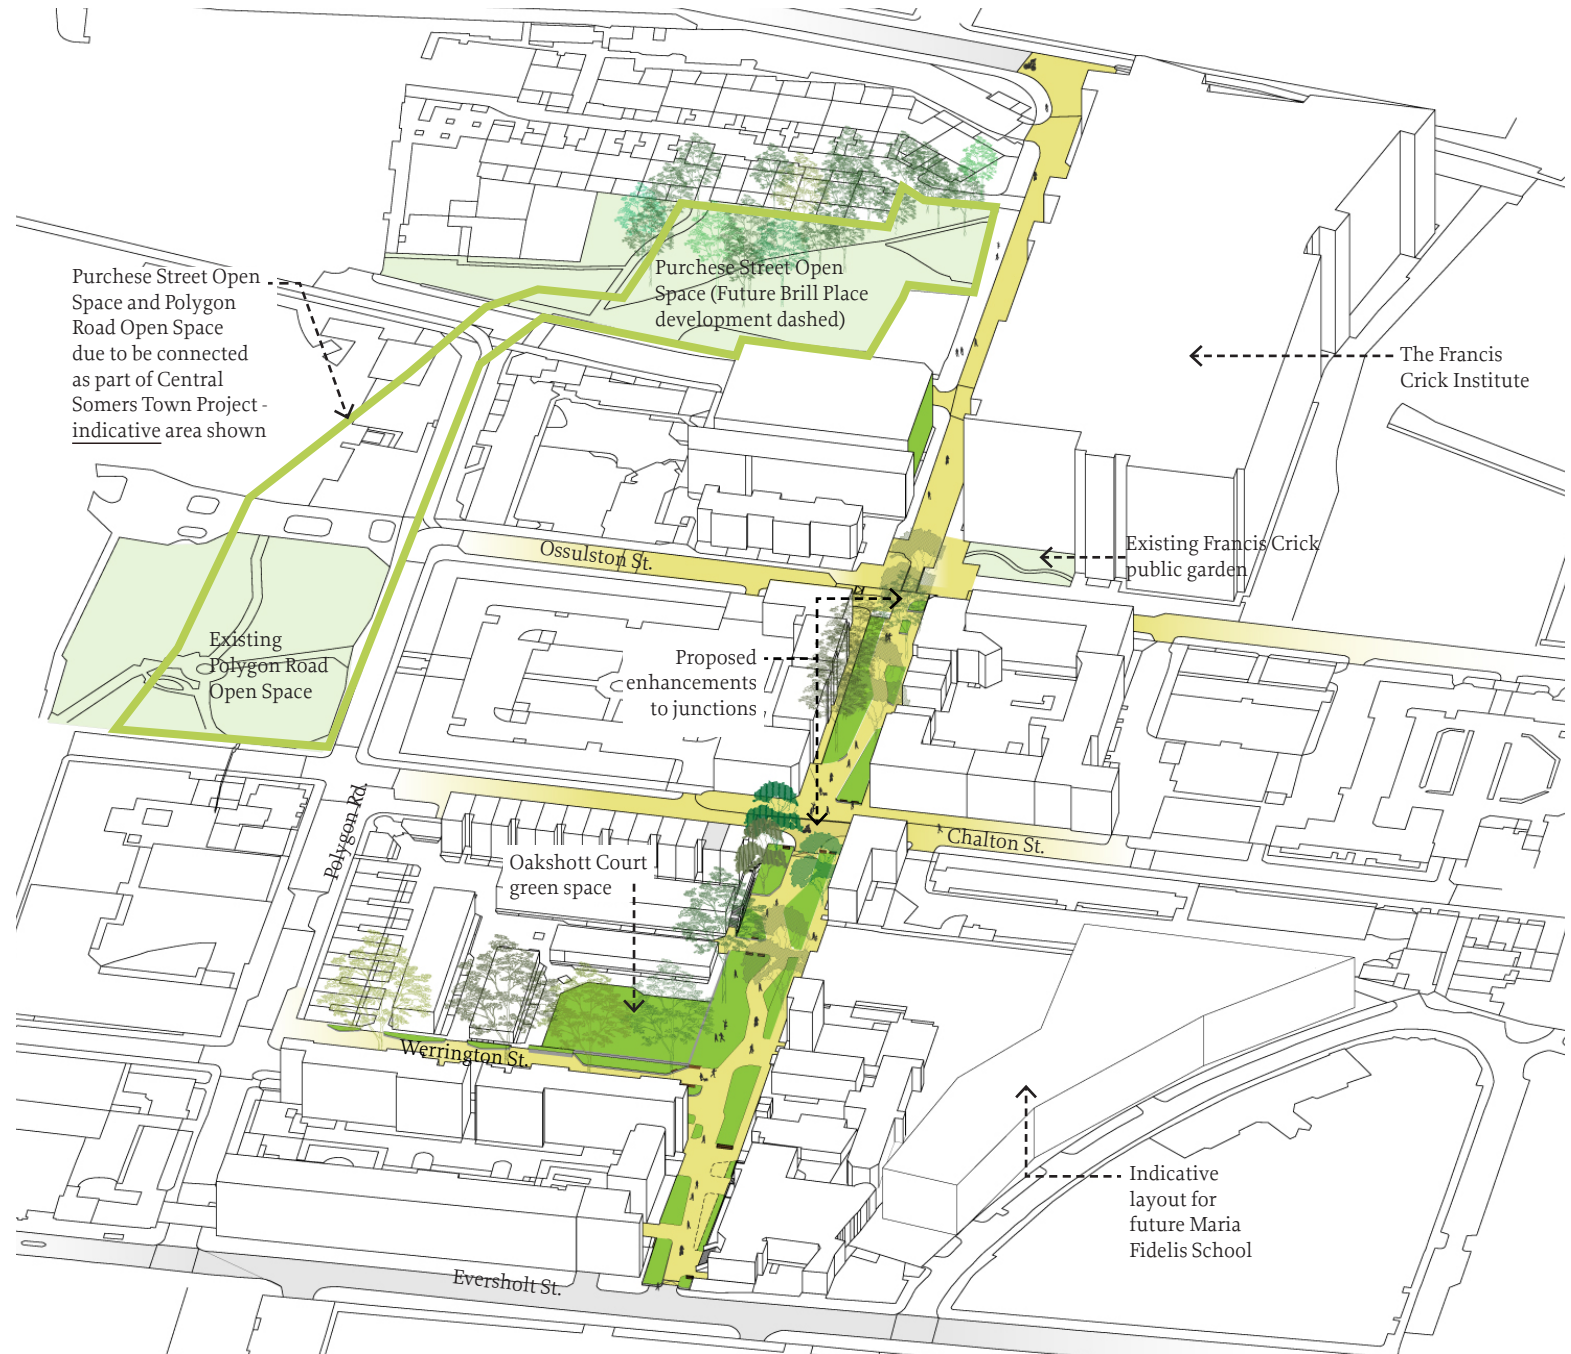 Purchese Street Open
Space and Polygon
Road Open Space
due to be connected
as part of Central
Somers Town Project -
indicative area shown
Purchese Street Open
Space (Future Brill Place
development dashed)
The Francis
Crick Institute
Existing Francis Crick
public garden
Ossulston St.
Existing
Polygon Road
Open Space
Proposed
enhancements
to junctions
Polygon Rd.
Chalton St.
Oakshott Court
green space
Werrington St.
Indicative
layout for
future Maria
Fidelis School
Eversholt St.